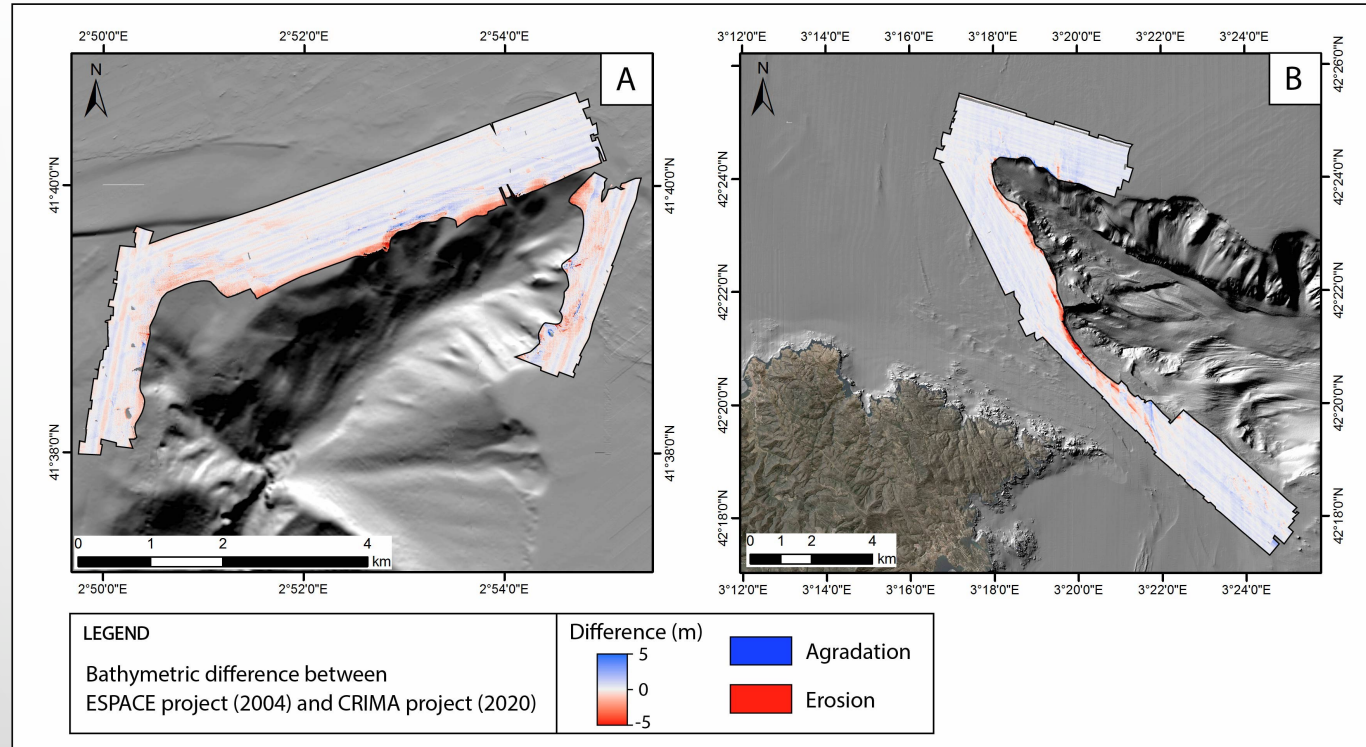 2°50'0"E 2°52'0"E 2°54'0"E
N
A
41°40'0"N 41°40'0"N
41°38'0"N 41°38'0"N
0 1 2 4
km
2°50'0"E 2°52'0"E 2°54'0"E
3°12'0"E 3°14'0"E 3°16'0"E 3°18'0"E 3°20'0"E 3°22'0"E 3°24'0"E
N
B
42°26'0"N
42°24'0"N 42°24'0"N
42°22'0"N 42°22'0"N
42°20'0"N 42°20'0"N
42°18'0"N 42°18'0"N
0 1 2 4
km
3°12'0"E 3°14'0"E 3°16'0"E 3°18'0"E 3°20'0"E 3°22'0"E 3°24'0"E
LEGEND
Bathymetric difference between
ESPACE project (2004) and CRIMA project (2020)
Difference (m)
5
0
-5
Agradation
Erosion